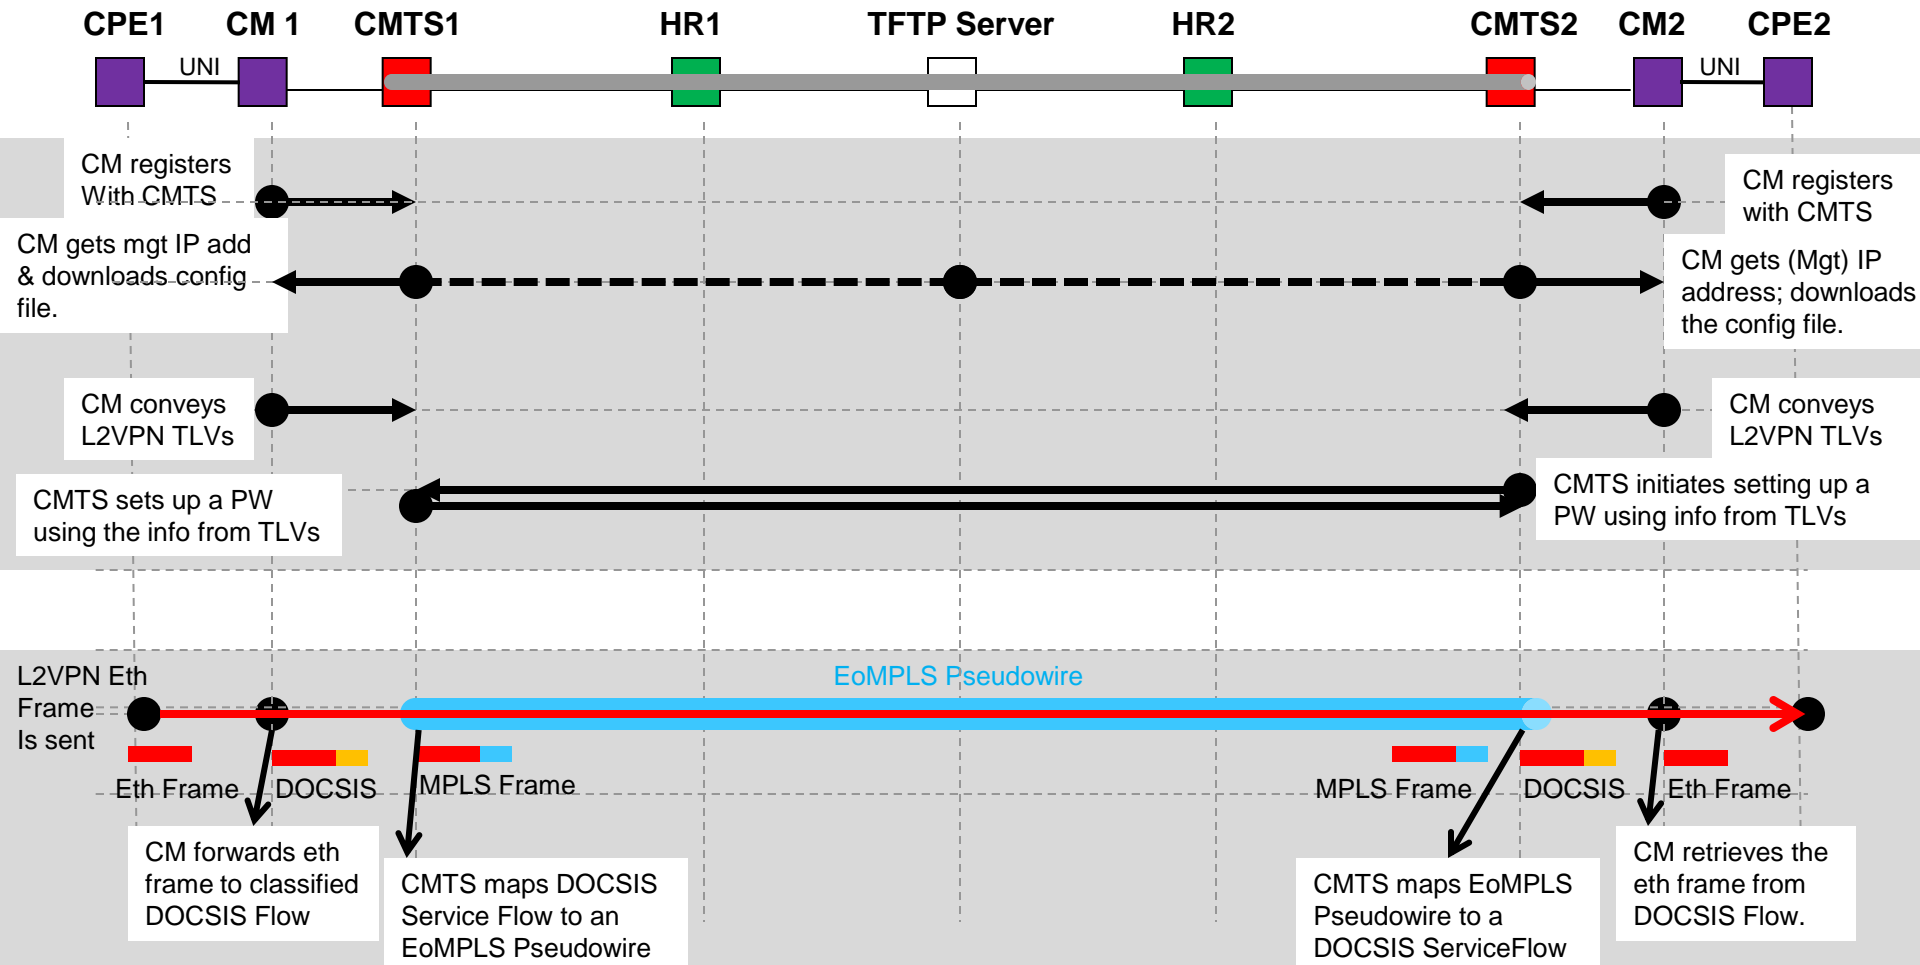 CPE1 CM 1 CMTS1 HR1 TFTP Server HR2 CMTS2 CM2 CPE2
UNI UNI
CM registers
With CMTS
CM registers
with CMTS
CM gets mgt IP add
& downloads config
file.
CM gets (Mgt) IP
address; downloads
the config file.
CM conveys
L2VPN TLVs
CM conveys
L2VPN TLVs
CMTS sets up a PW
using the info from TLVs
CMTS initiates setting up a
PW using info from TLVs
L2VPN Eth
Frame
Is sent
EoMPLS Pseudowire
Eth Frame DOCSIS MPLS Frame MPLS Frame DOCSIS Eth Frame
CM forwards eth
frame to classified
DOCSIS Flow
CMTS maps DOCSIS
Service Flow to an
EoMPLS Pseudowire
CMTS maps EoMPLS
Pseudowire to a
DOCSIS ServiceFlow
CM retrieves the
eth frame from
DOCSIS Flow.